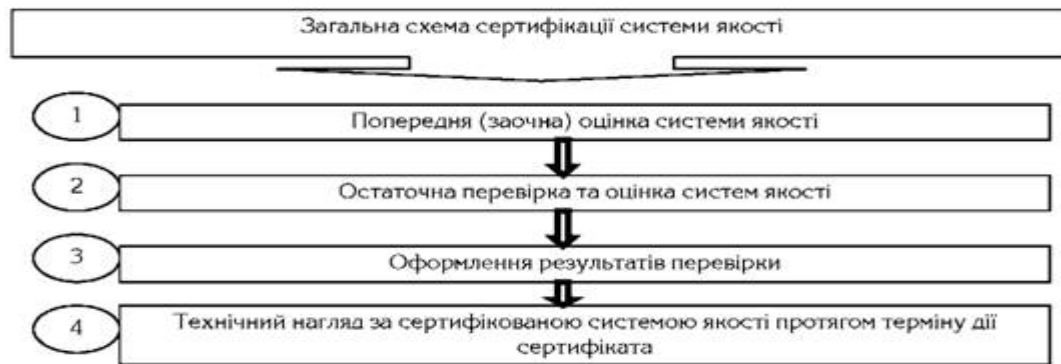 Загальна схема сертифікації системи якості
1
Попередня (заочна) оцінка системи якості
2
Остаточна перевірка та оцінка систем якості
3
Оформлення результатів перевірки
4
Технічний нагляд за сертифікованою системою якості протягом терміну дії
сертифіката